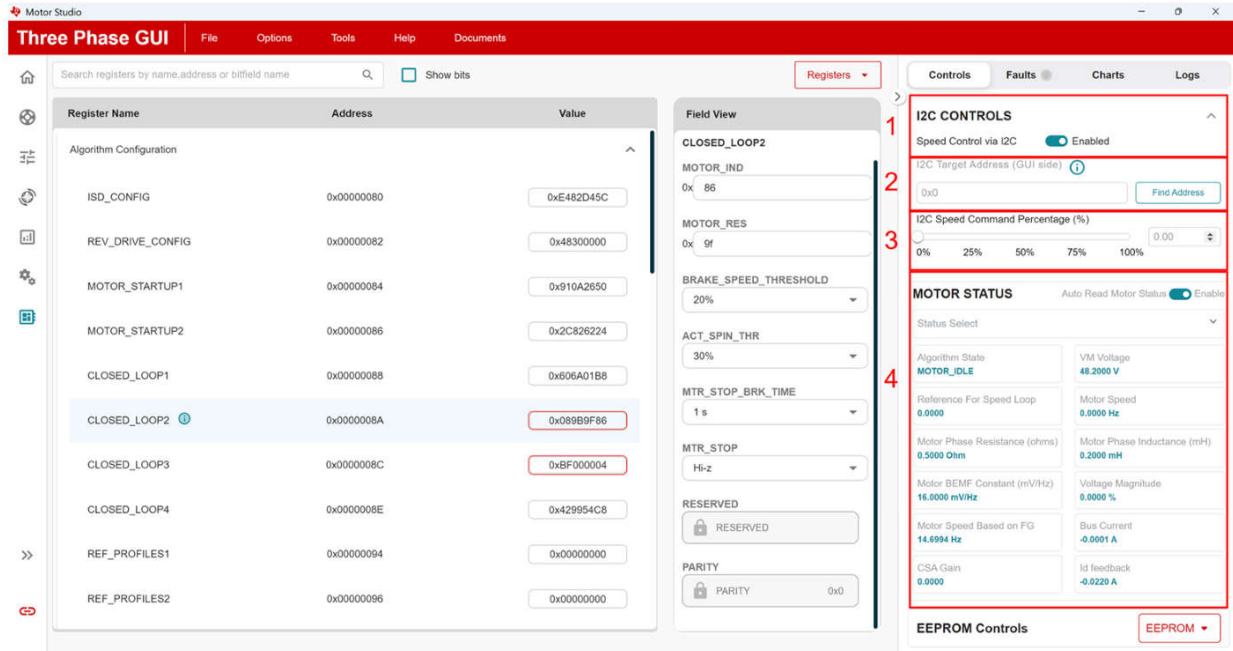 Motor Studio
Three Phase GUI File Options Tools Help Documents
Search registers by name,address or bitfield name Show bits Registers
Register Name Address Value
Algorithm Configuration
ISD_CONFIG 0x00000080 0xE482D45C
REV_DRIVE_CONFIG 0x00000082 0x48300000
MOTOR_STARTUP1 0x00000084 0x910A2650
MOTOR_STARTUP2 0x00000086 0x2C826224
CLOSED_LOOP1 0x00000088 0x606A01B8
CLOSED_LOOP2 0x0000008A 0x089B9F86
CLOSED_LOOP3 0x0000008C 0xBF000004
CLOSED_LOOP4 0x0000008E 0x429954C8
REF_PROFILES1 0x00000094 0x00000000
REF_PROFILES2 0x00000096 0x00000000
Field View
CLOSED_LOOP2
MOTOR_IND
0x 86
MOTOR_RES
0x 9f
BRAKE_SPEED_THRESHOLD
20%
ACT_SPIN_THR
30%
MTR_STOP_BRK_TIME
1 s
MTR_STOP
Hi-z
RESERVED
RESERVED
PARITY
PARITY 0x0
Controls Faults Charts Logs
1
I2C CONTROLS
Speed Control via I2C Enabled
2
I2C Target Address (GUI side)
0x0 Find Address
3
I2C Speed Command Percentage (%)
0.00
0% 25% 50% 75% 100%
4
MOTOR STATUS Auto Read Motor Status Enable
Status Select
Algorithm State VM Voltage
MOTOR_IDLE 48.2000 V
Reference For Speed Loop Motor Speed
0.0000 0.0000 Hz
Motor Phase Resistance (ohms) Motor Phase Inductance (mH)
0.5000 Ohm 0.2000 mH
Motor BEMF Constant (mV/Hz) Voltage Magnitude
16.0000 mV/Hz 0.0000 %
Motor Speed Based on FG Bus Current
14.6994 Hz -0.0001 A
CSA Gain Id feedback
0.0000 -0.0220 A
EEPROM Controls EEPROM